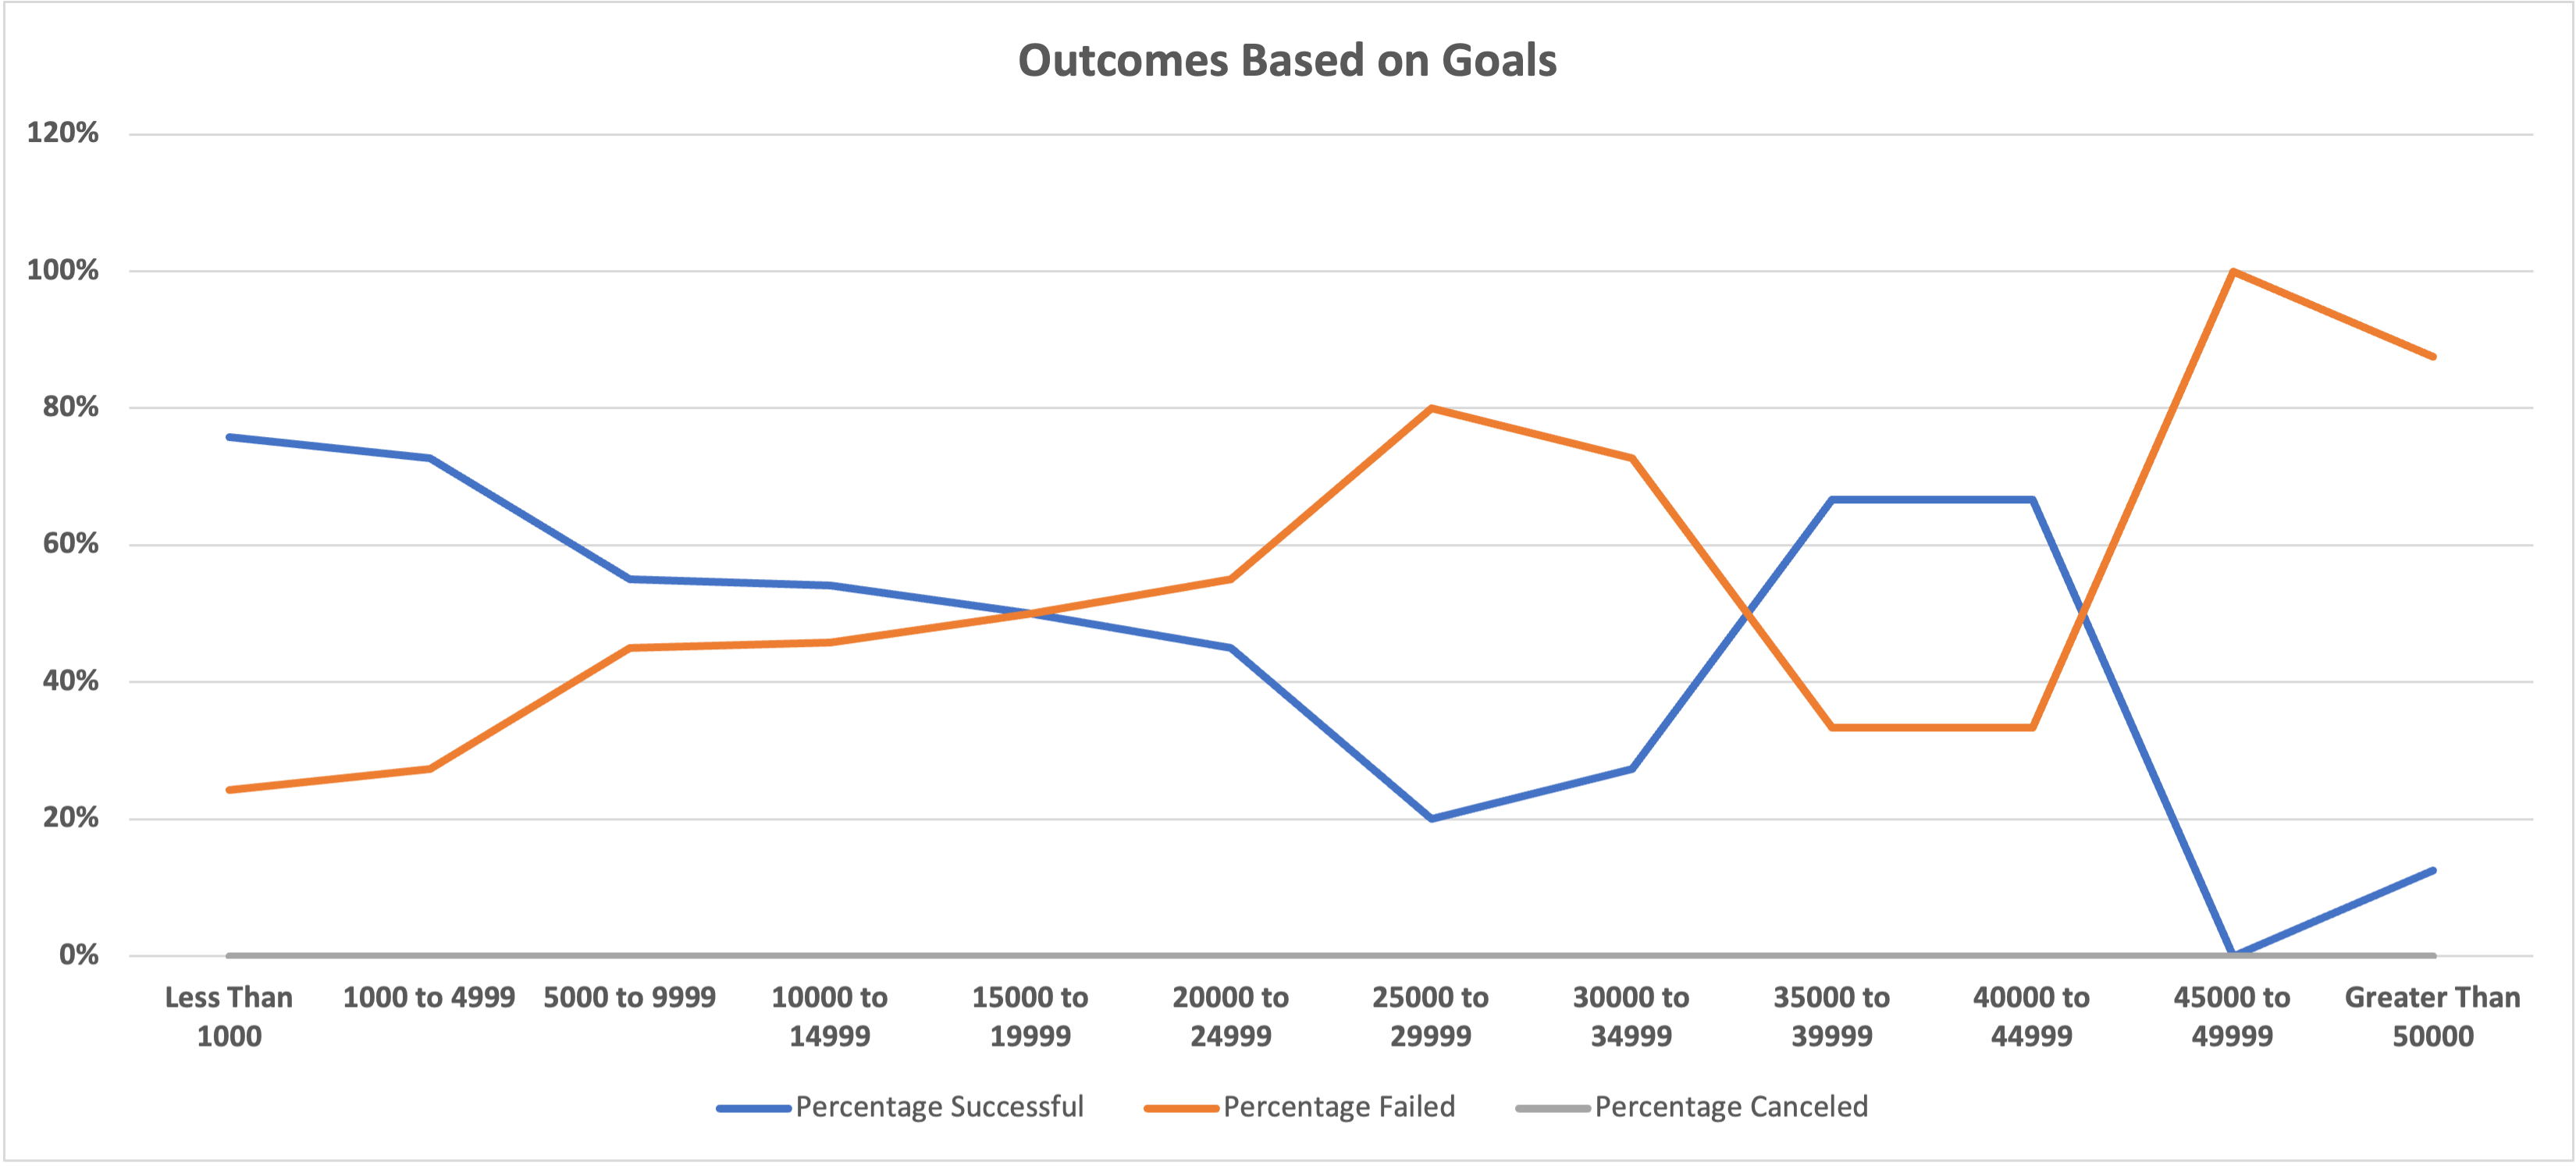 Outcomes Based on Goals
120%
100%
80%
60%
40%
20%
0%
Less Than 1000 to 4999 5000 to 9999 10000 to 15000 to 20000 to 25000 to 30000 to 35000 to 40000 to 45000 to Greater Than
1000 14999 19999 24999 29999 34999 39999 44999 49999 50000
Percentage Successful Percentage Failed Percentage Canceled